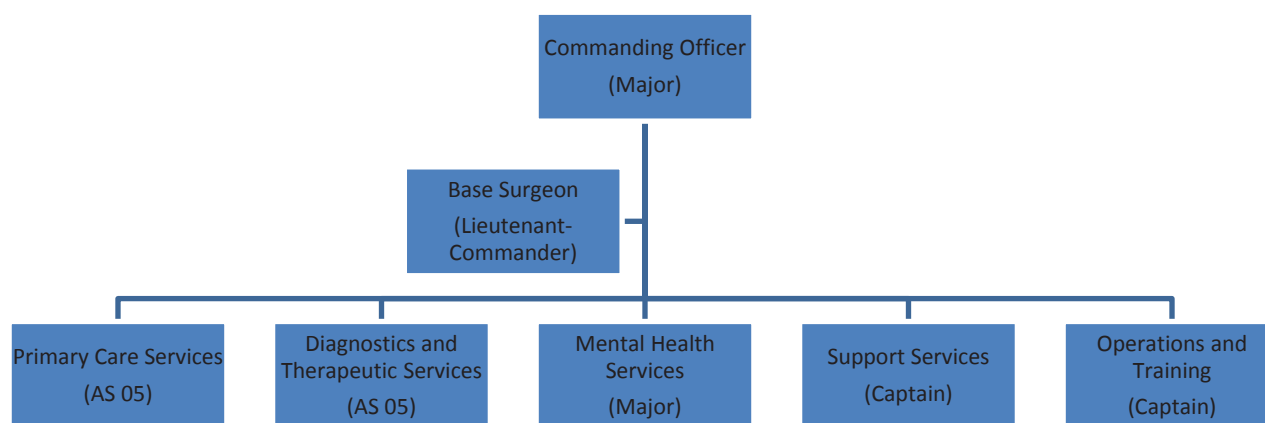 Commanding Officer
(Major)
Base Surgeon
(Lieutenant-
Commander)
Primary Care Services
(AS 05)
Diagnostics and
Therapeutic Services
(AS 05)
Mental Health
Services
(Major)
Support Services
(Captain)
Operations and
Training
(Captain)